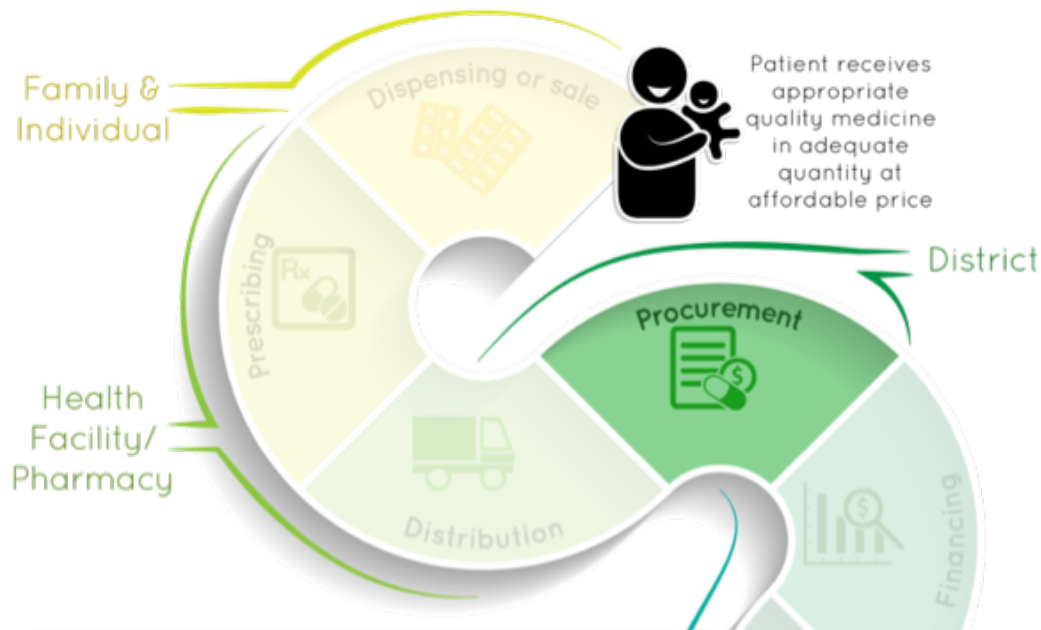 Family &
Individual
Dispensing or sale
Patient receives
appropriate
quality medicine
in adequate
quantity at
affordable price
District
Prescribing
Rx
Procurement
$
Health
Facility/
Pharmacy
Distribution
$
Financing